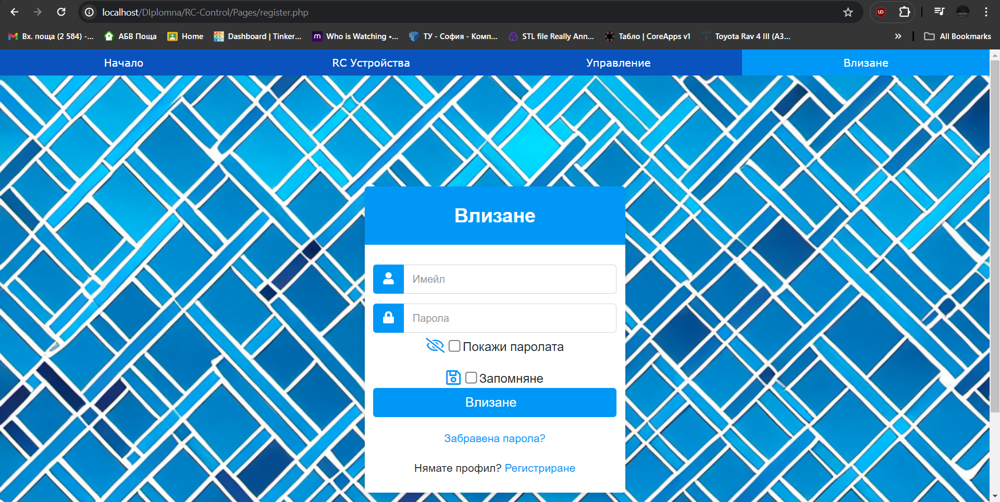 localhost/DIplomna/RC-Control/Pages/register.php
Вх. поща (2 584) -... АБВ Поща Home Dashboard | Tinker... Who is Watching •... ТУ - София - Комп... STL file Really Ann... Табло | CoreApps v1 Toyota Rav 4 III (A3... All Bookmarks
Начало RC Устройства Управление Влизане
Влизане
Имейл
Парола
Покажи паролата
Запомняне
Влизане
Забравена парола?
Нямате профил? Регистриране